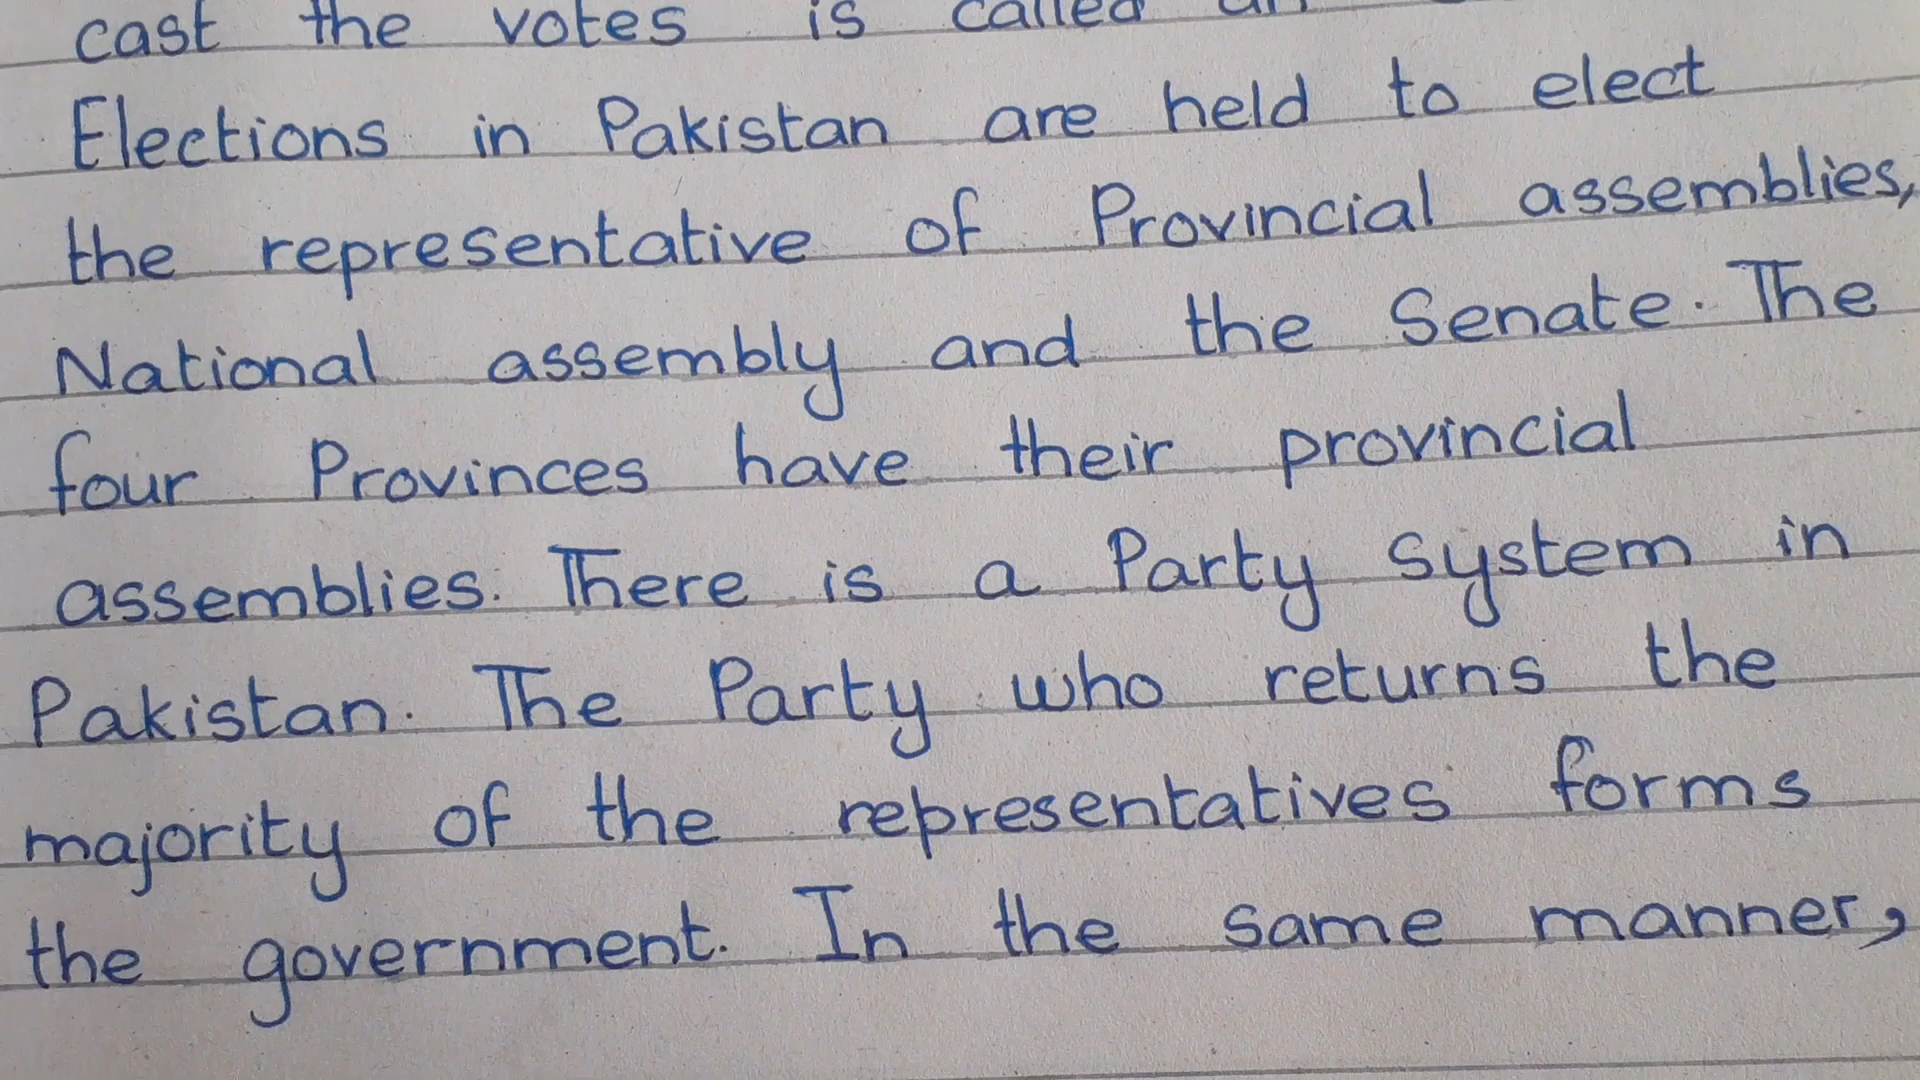 cast the votes is called an
Elections in Pakistan are held to elect
the representative of Provincial assemblies,
National assembly and the Senate. The
four Provinces have their provincial
assemblies. There is a Party system in
Pakistan. The Party who returns the
majority of the representatives forms
the government. In the same manner,